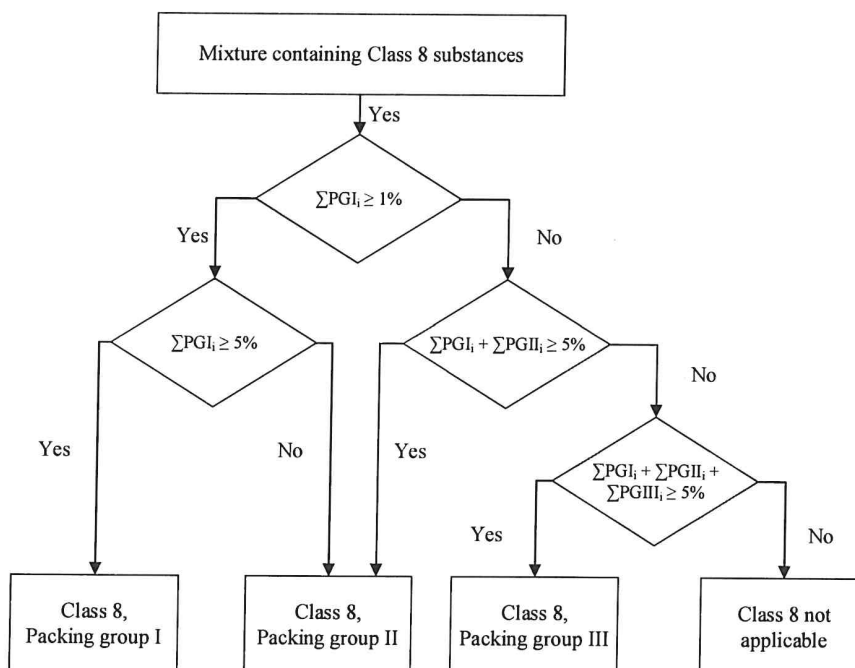 Mixture containing Class 8 substances
Yes
∑PGIᵢ ≥ 1%
Yes
No
∑PGIᵢ ≥ 5%
∑PGIᵢ + ∑PGIIᵢ ≥ 5%
No
Yes
No
Yes
∑PGIᵢ + ∑PGIIᵢ +
∑PGIIIᵢ ≥ 5%
Yes
No
Class 8,
Packing group I
Class 8,
Packing group II
Class 8,
Packing group III
Class 8 not
applicable